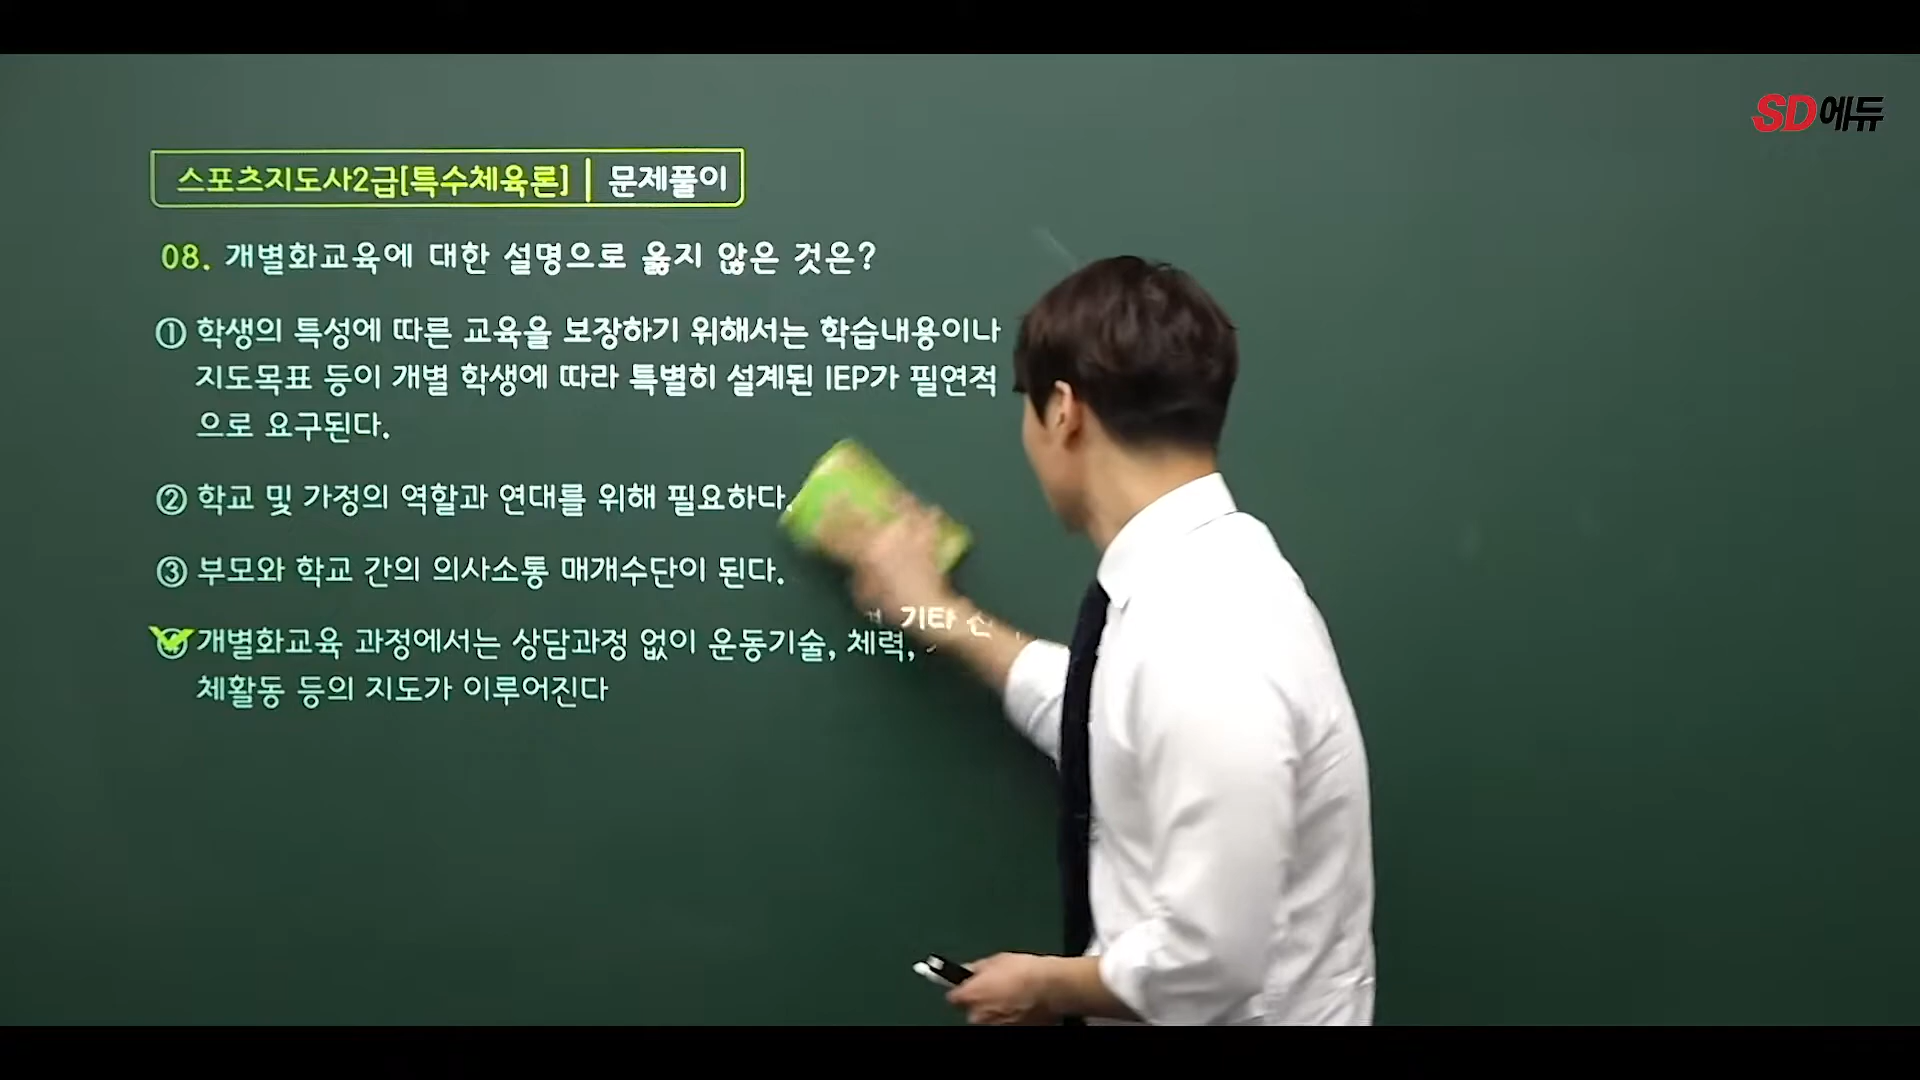 SD에듀
스포츠지도사2급[특수체육론] | 문제풀이
08. 개별화교육에 대한 설명으로 옳지 않은 것은?
① 학생의 특성에 따른 교육을 보장하기 위해서는 학습내용이나
지도목표 등이 개별 학생에 따라 특별히 설계된 IEP가 필연적
으로 요구된다.
② 학교 및 가정의 역할과 연대를 위해 필요하다.
③ 부모와 학교 간의 의사소통 매개수단이 된다.
④ 개별화교육 과정에서는 상담과정 없이 운동기술, 체력, 기타
체활동 등의 지도가 이루어진다